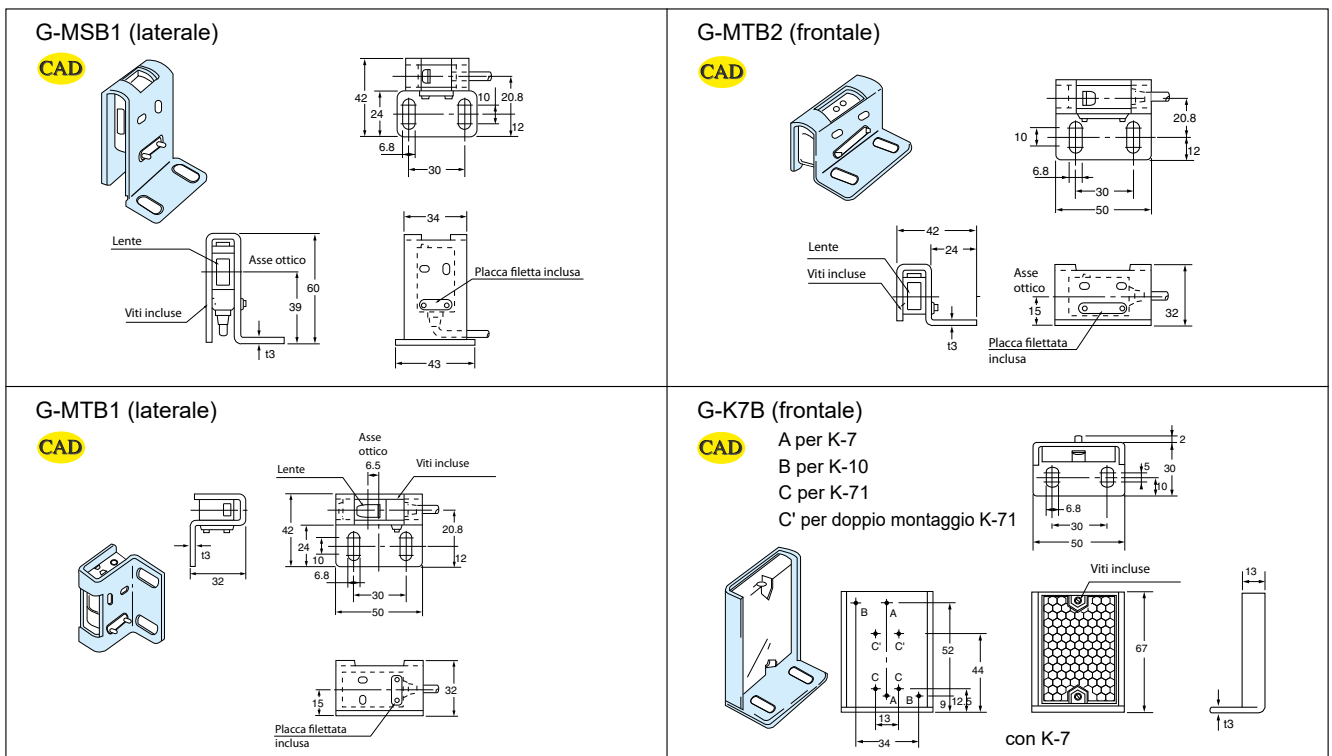 G-MSB1 (laterale)
CAD
42
24
10
20.8
12
6.8
30
Lente
Asse ottico
Viti incluse
60
39
t3
34
Placca filetta inclusa
43
G-MTB2 (frontale)
CAD
10
20.8
12
6.8
30
50
42
24
Lente
Viti incluse
t3
Asse
ottico
15
32
Placca filettata
inclusa
G-MTB1 (laterale)
CAD
t3
32
Asse
ottico
6.5
Lente
Viti incluse
42
24
10
20.8
12
6.8
30
50
15
32
Placca filettata
inclusa
G-K7B (frontale)
CAD
A per K-7
B per K-10
C per K-71
C' per doppio montaggio K-71
2
30
5
10
6.8
30
50
B
A
C'
C'
C
C
A
B
52
44
9
12.5
13
34
Viti incluse
67
con K-7
13
t3